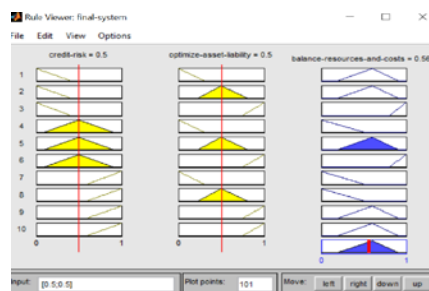 Rule Viewer: final-system
File Edit View Options
credit-risk = 0.5 optimize-asset-liability = 0.5 balance-resources-and-costs = 0.56
1
2
3
4
5
6
7
8
9
10
0 1 0 1
0 1
Input: [0.5;0.5] Plot points: 101 Move: left right down up